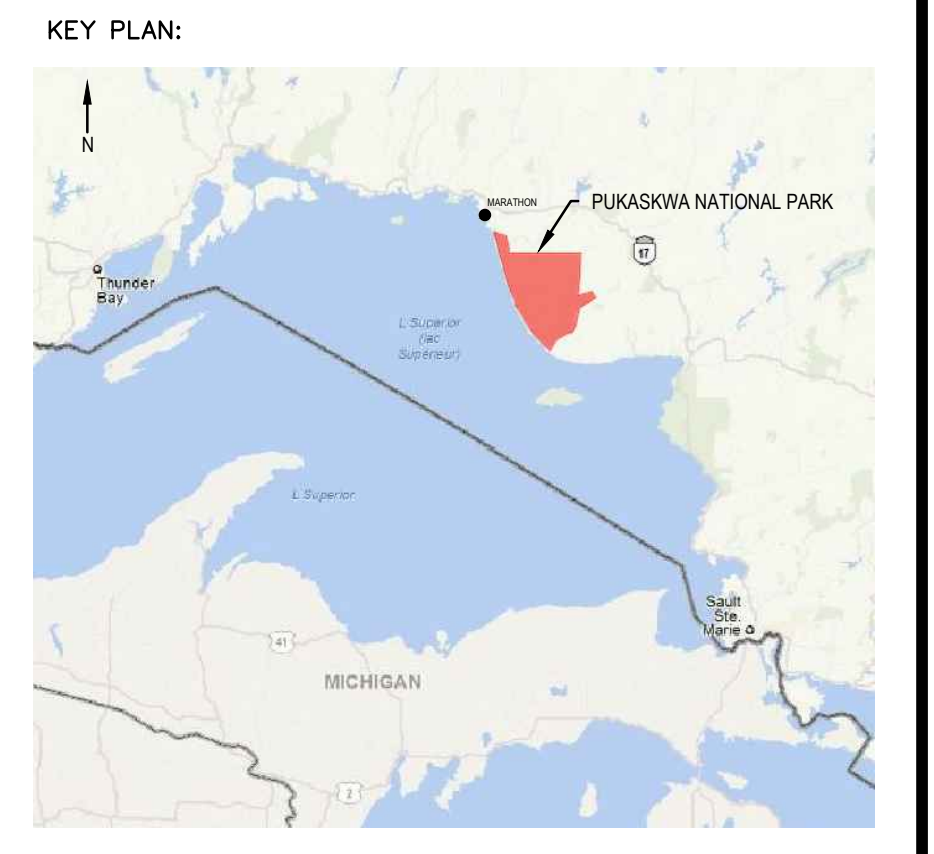 KEY PLAN:
N
MARATHON
PUKASKWA NATIONAL PARK
17
Thunder
Bay
L Superior
(lac
Supérieur)
L Superior
Sault
Ste.
Marie
41
MICHIGAN
2